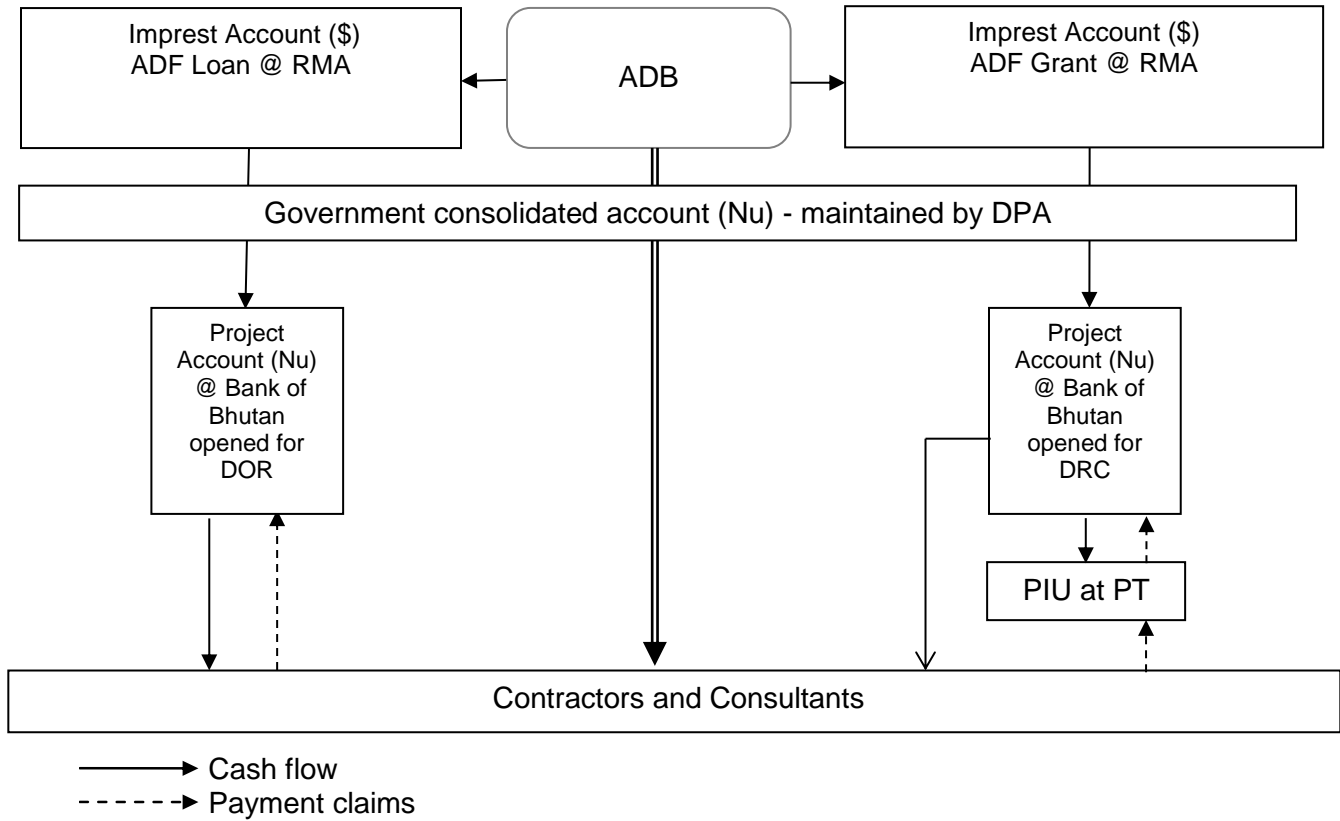 Imprest Account ($)
ADF Loan @ RMA
ADB
Imprest Account ($)
ADF Grant @ RMA
Government consolidated account (Nu) - maintained by DPA
Project
Account (Nu)
@ Bank of
Bhutan
opened for
DOR
Project
Account (Nu)
@ Bank of
Bhutan
opened for
DRC
PIU at PT
Contractors and Consultants
Cash flow
Payment claims